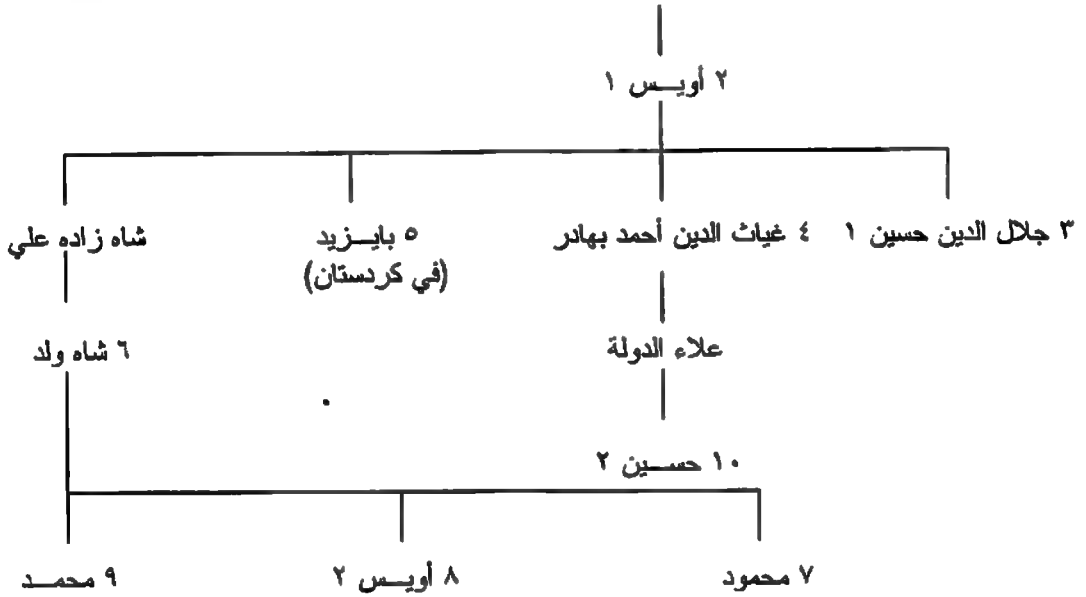 ٢ أويس ١
٣ جلال الدين حسين ١
٤ غياث الدين أحمد بهادر
٥ بايزيد
(في كردستان)
شاه زاده علي
علاء الدولة
٦ شاه ولد
١٠ حسين ٢
٧ محمود
٨ أويس ٢
٩ محمد